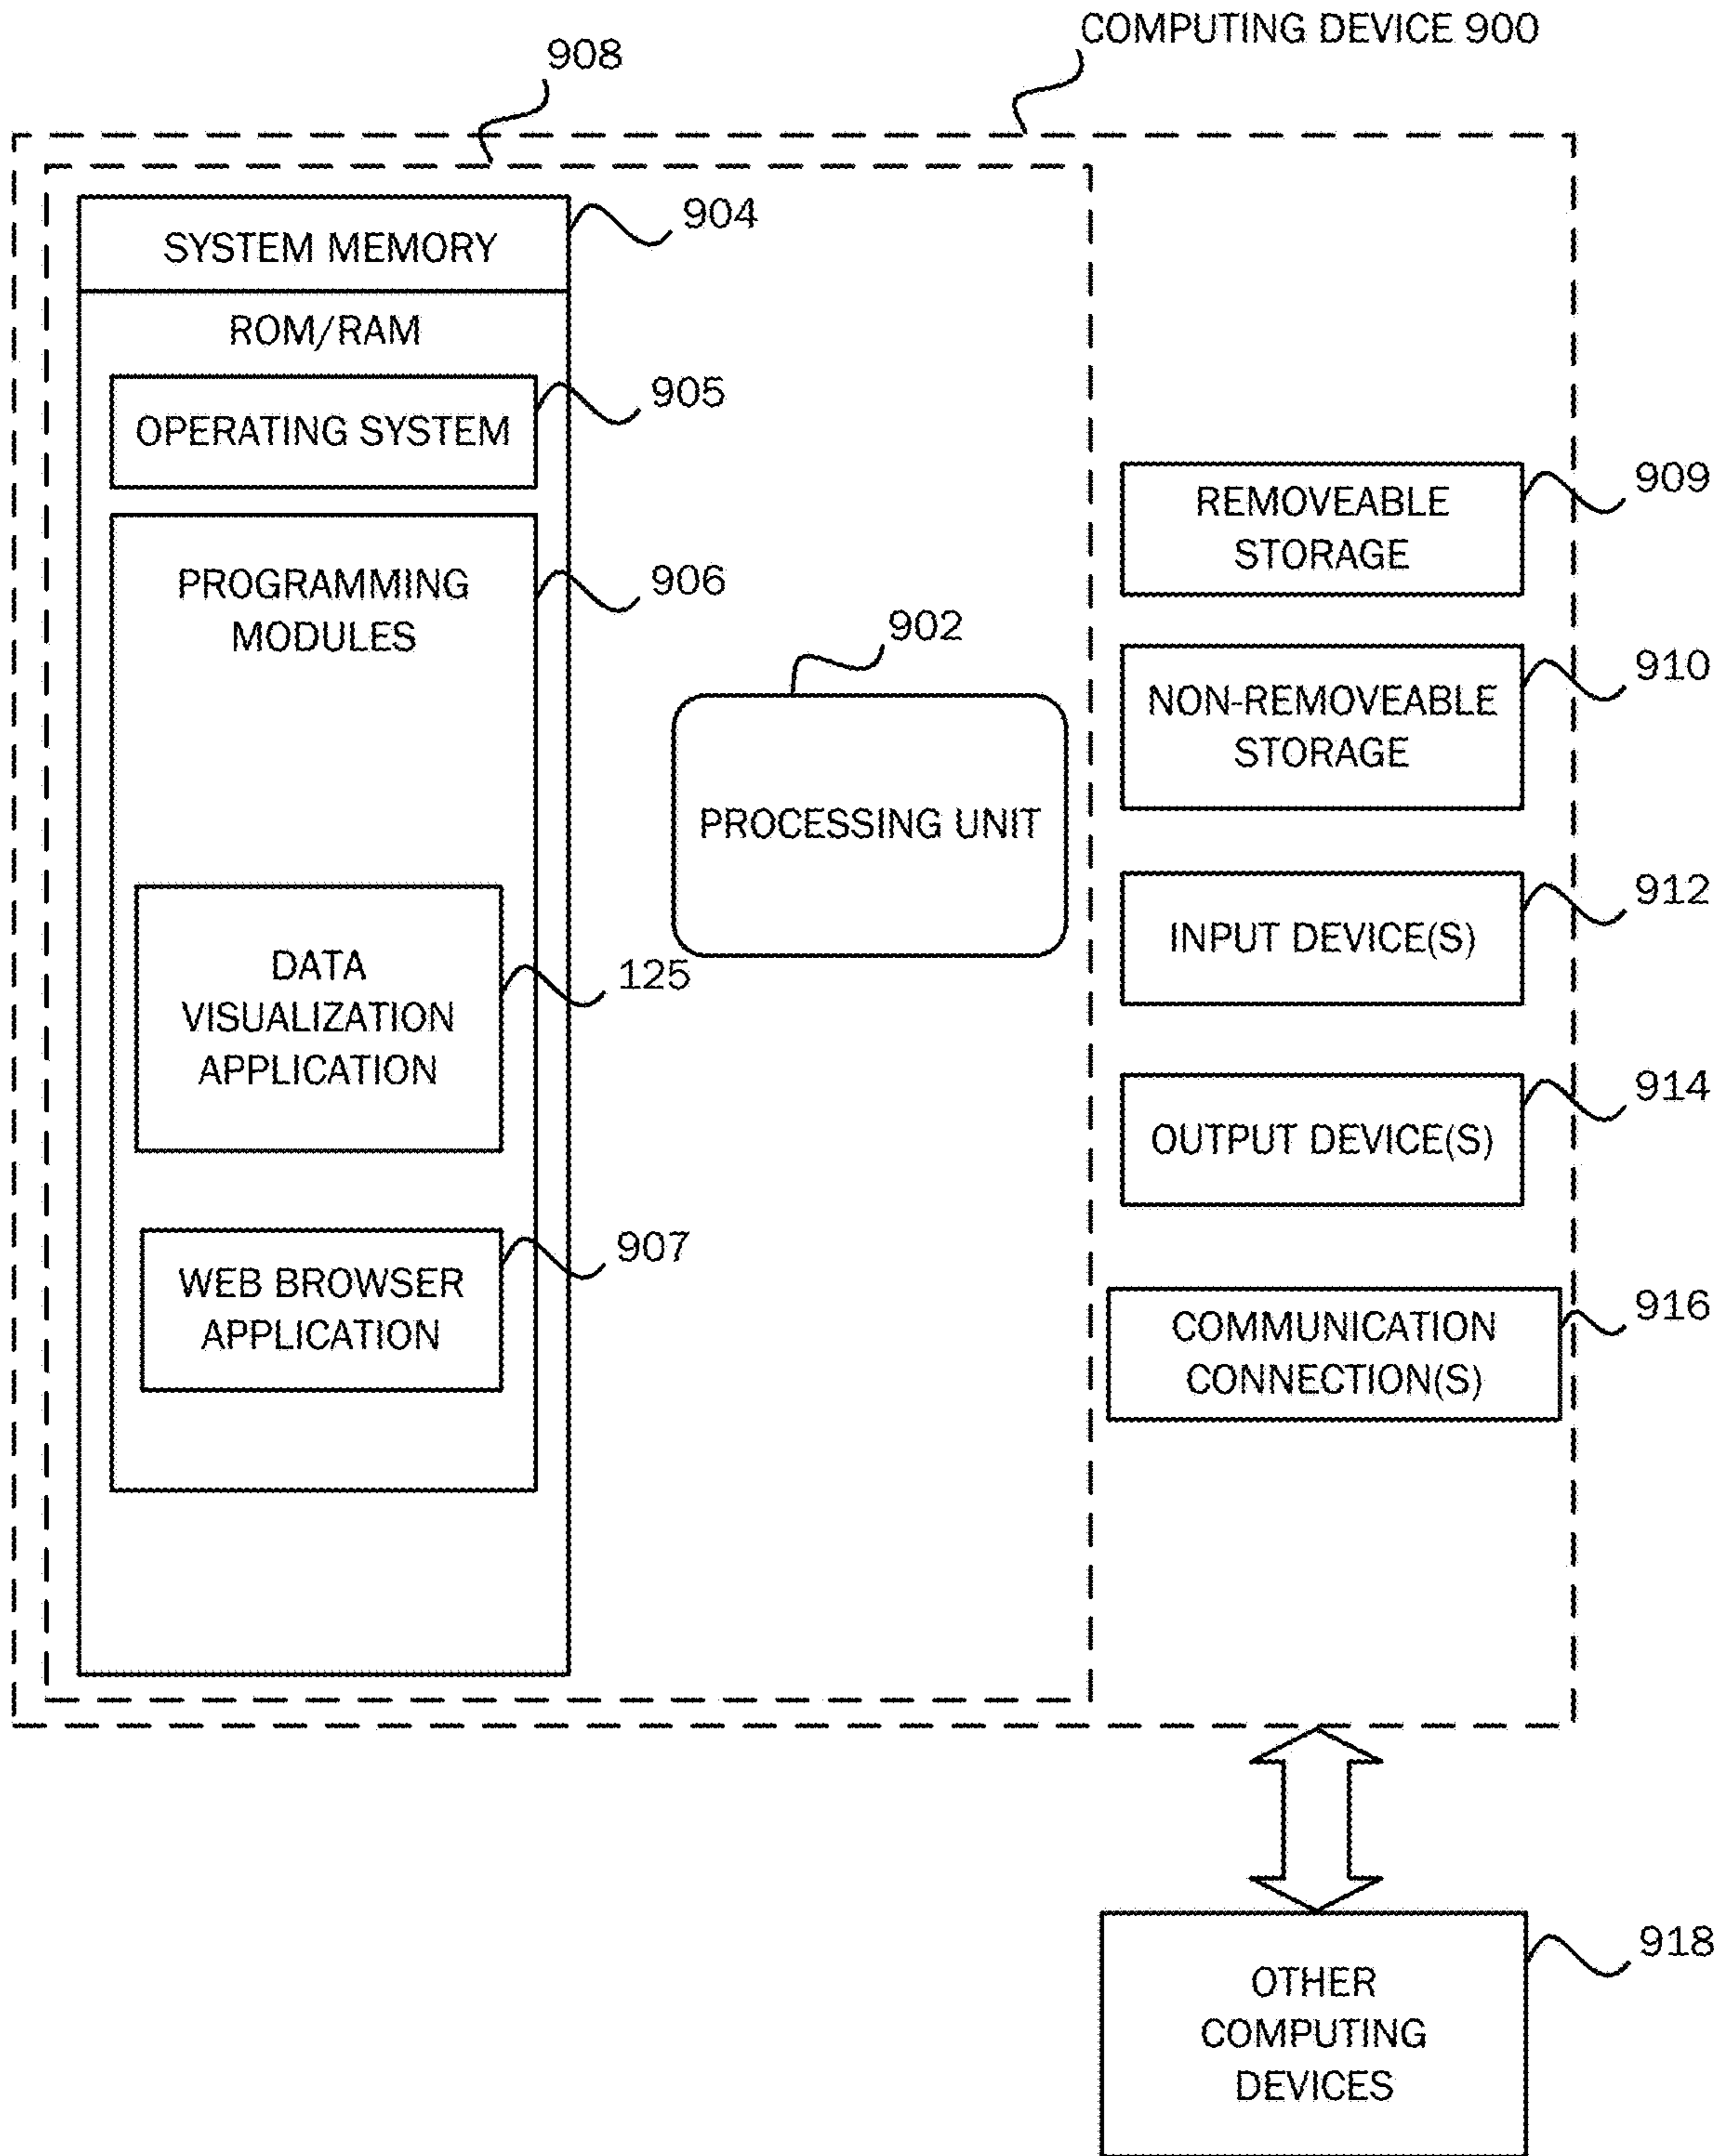 COMPUTING DEVICE 900
908
904
SYSTEM MEMORY
ROM/RAM
905
OPERATING SYSTEM
906
PROGRAMMING
MODULES
902
PROCESSING UNIT
125
DATA
VISUALIZATION
APPLICATION
907
WEB BROWSER
APPLICATION
909
REMOVEABLE
STORAGE
910
NON-REMOVEABLE
STORAGE
912
INPUT DEVICE(S)
914
OUTPUT DEVICE(S)
916
COMMUNICATION
CONNECTION(S)
918
OTHER
COMPUTING
DEVICES